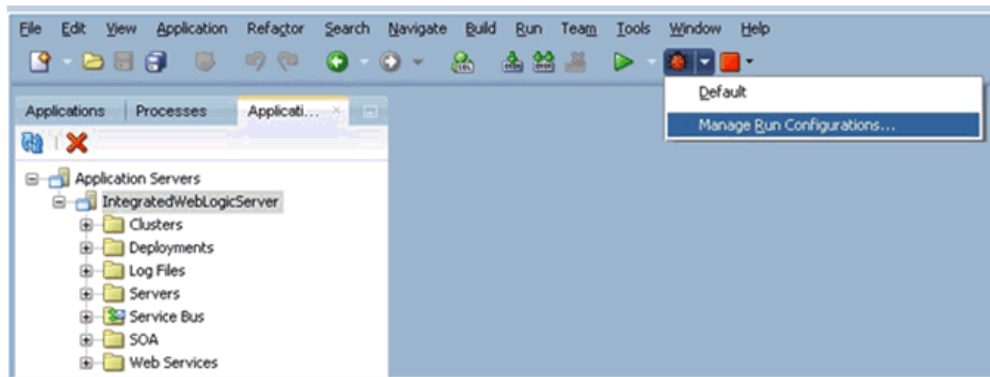 File Edit View Application Refactor Search Navigate Build Run Team Tools Window Help
Default
Manage Run Configurations...
Applications Processes Applicati...
Application Servers
IntegratedWebLogicServer
Clusters
Deployments
Log Files
Servers
Service Bus
SOA
Web Services